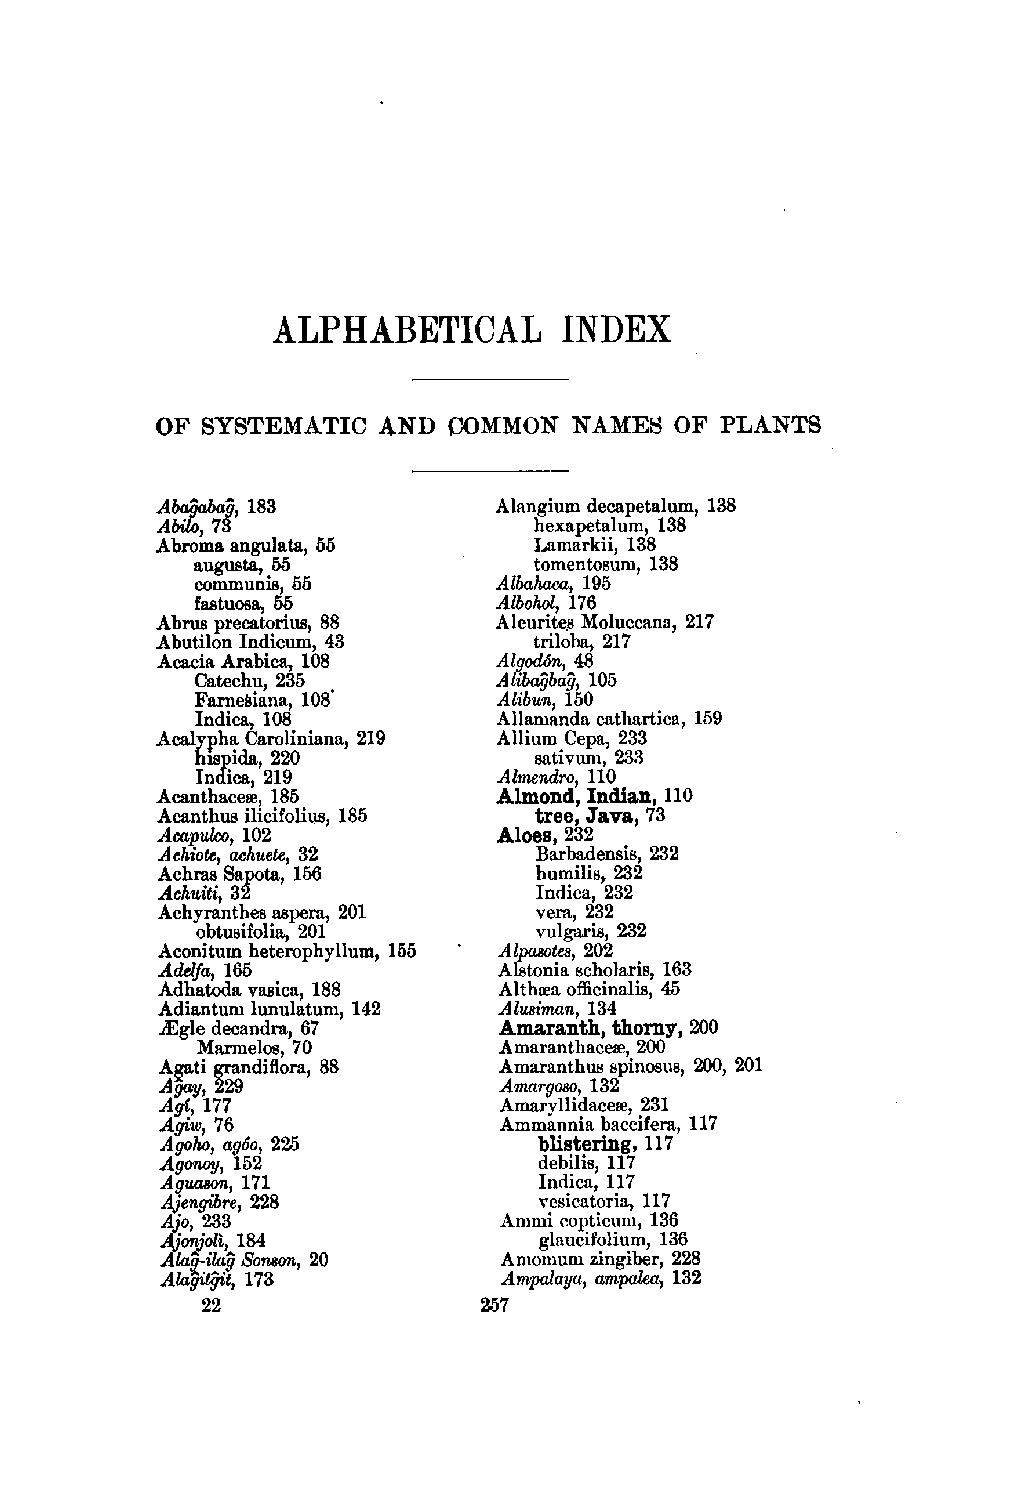 ALPHABETICAL INDEX
OF SYSTEMATIC AND COMMON NAMES OF PLANTS
Abag̃abag̃, 183
Abilo, 73
Abroma angulata, 55
augusta, 55
communis, 55
fastuosa, 55
Abrus precatorius, 88
Abutilon Indicum, 43
Acacia Arabica, 108
Catechu, 235
Farnesiana, 108
Indica, 108
Acalypha Caroliniana, 219
hispida, 220
Indica, 219
Acanthaceæ, 185
Acanthus ilicifolius, 185
Acapulco, 102
Achiote, achuete, 32
Achras Sapota, 156
Achuiti, 32
Achyranthes aspera, 201
obtusifolia, 201
Aconitum heterophyllum, 155
Adelfa, 165
Adhatoda vasica, 188
Adiantum lunulatum, 142
Ægle decandra, 67
Marmelos, 70
Agati grandiflora, 88
Ag̃ay, 229
Agí, 177
Agiw, 76
Agoho, agóo, 225
Agonoy, 152
Aguason, 171
Ajengibre, 228
Ajo, 233
Ajonjolì, 184
Alag̃-ilag̃ Sonson, 20
Alag̃itg̃it, 173
Alangium decapetalum, 138
hexapetalum, 138
Lamarkii, 138
tomentosum, 138
Albahaca, 195
Albohol, 176
Aleurites Moluccana, 217
triloba, 217
Algodón, 48
Alibag̃bag̃, 105
Alibun, 150
Allamanda cathartica, 159
Allium Cepa, 233
sativum, 233
Almendro, 110
Almond, Indian, 110
tree, Java, 73
Aloes, 232
Barbadensis, 232
humilis, 232
Indica, 232
vera, 232
vulgaris, 232
Alpasotes, 202
Alstonia scholaris, 163
Althœa officinalis, 45
Alusiman, 134
Amaranth, thorny, 200
Amaranthaceæ, 200
Amaranthus spinosus, 200, 201
Amargoso, 132
Amaryllidaceæ, 231
Ammannia baccifera, 117
blistering, 117
debilis, 117
Indica, 117
vesicatoria, 117
Ammi copticum, 136
glaucifolium, 136
Amomum zingiber, 228
Ampalaya, ampalea, 132
22 257